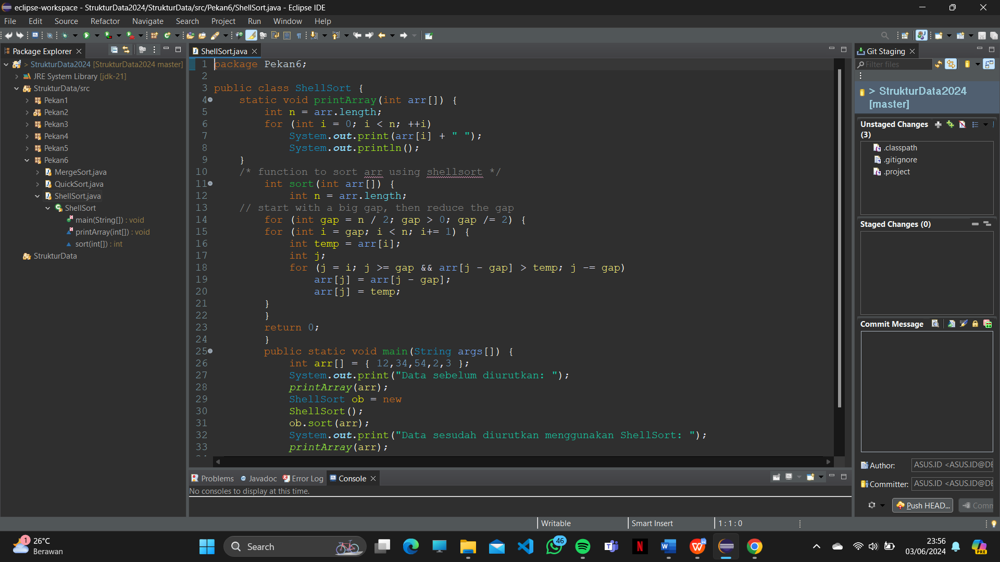 eclipse-workspace - StrukturData2024/StrukturData/src/Pekan6/ShellSort.java - Eclipse IDE
File Edit Source Refactor Navigate Search Project Run Window Help
Package Explorer
> StrukturData2024 [StrukturData2024 master]
JRE System Library [jdk-21]
StrukturData/src
Pekan1
Pekan2
Pekan3
Pekan4
Pekan5
Pekan6
MergeSort.java
QuickSort.java
ShellSort.java
ShellSort
main(String[]) : void
printArray(int[]) : void
sort(int[]) : int
StrukturData
ShellSort.java
1 package Pekan6;
2
3 public class ShellSort {
4 static void printArray(int arr[]) {
5 int n = arr.length;
6 for (int i = 0; i < n; ++i)
7 System.out.print(arr[i] + " ");
8 System.out.println();
9 }
10 /* function to sort arr using shellsort */
11 int sort(int arr[]) {
12 int n = arr.length;
13 // start with a big gap, then reduce the gap
14 for (int gap = n / 2; gap > 0; gap /= 2) {
15 for (int i = gap; i < n; i+= 1) {
16 int temp = arr[i];
17 int j;
18 for (j = i; j >= gap && arr[j - gap] > temp; j -= gap)
19 arr[j] = arr[j - gap];
20 arr[j] = temp;
21 }
22 }
23 return 0;
24 }
25 public static void main(String args[]) {
26 int arr[] = { 12,34,54,2,3 };
27 System.out.print("Data sebelum diurutkan: ");
28 printArray(arr);
29 ShellSort ob = new
30 ShellSort();
31 ob.sort(arr);
32 System.out.print("Data sesudah diurutkan menggunakan ShellSort: ");
33 printArray(arr);
Problems Javadoc Error Log Console
No consoles to display at this time.
Git Staging
Filter files
> StrukturData2024
[master]
Unstaged Changes
(3)
.classpath
.gitignore
.project
Staged Changes (0)
Commit Message
Author: ASUS.ID <ASUS.ID@DE
Committer: ASUS.ID <ASUS.ID@DE
Push HEAD... Comm
Writable Smart Insert 1 : 1 : 0
1
26°C
Berawan
Search
46
PRE
23:56
03/06/2024